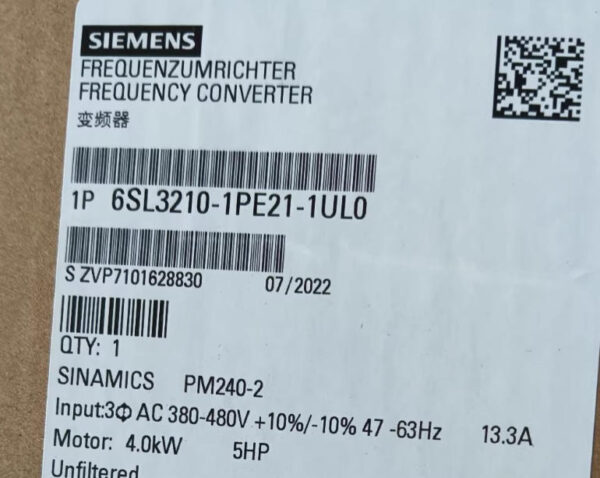 SIEMENS
FREQUENZUMRICHTER
FREQUENCY CONVERTER
变频器
1P 6SL3210-1PE21-1UL0
S ZVP7101628830 07/2022
QTY: 1
SINAMICS PM240-2
Input:3Φ AC 380-480V +10%/-10% 47 -63Hz 13.3A
Motor: 4.0kW 5HP
Unfiltered